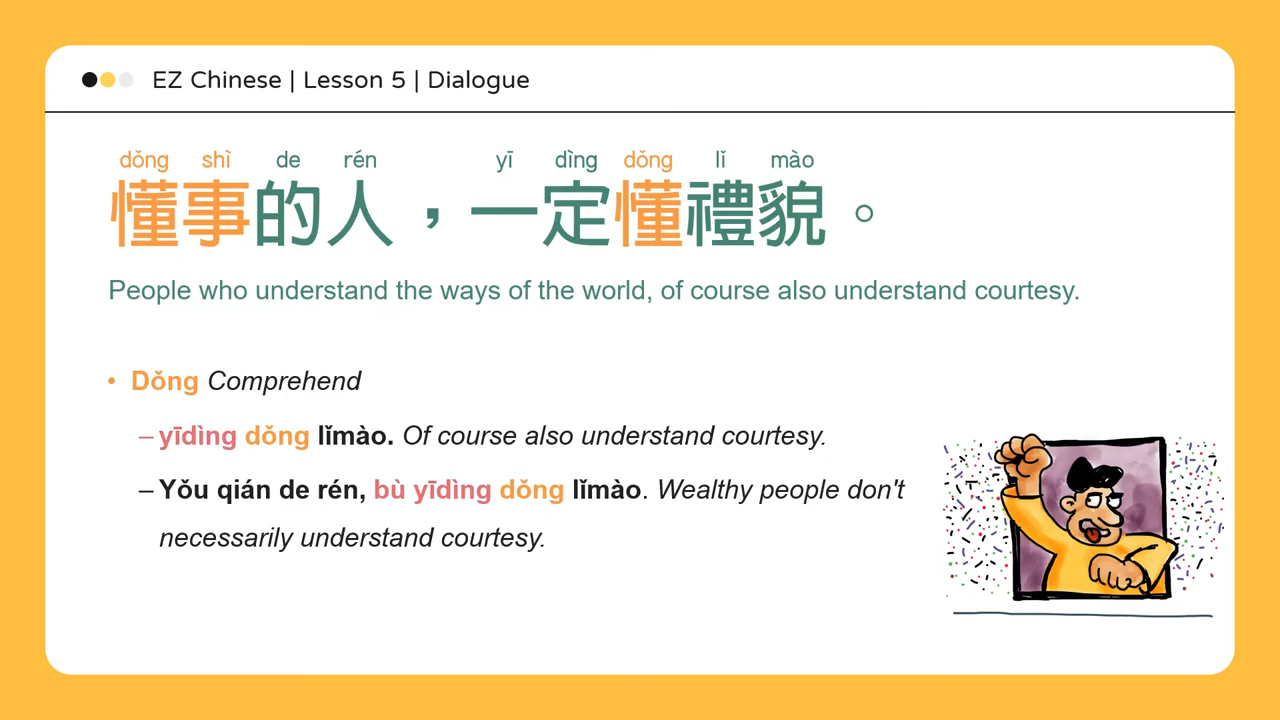 EZ Chinese | Lesson 5 | Dialogue
dǒng shì de rén yī dìng dǒng lǐ mào
懂事的人，一定懂禮貌。
People who understand the ways of the world, of course also understand courtesy.
• Dǒng Comprehend
– yīdìng dǒng lǐmào. Of course also understand courtesy.
– Yǒu qián de rén, bù yīdìng dǒng lǐmào. Wealthy people don't
necessarily understand courtesy.